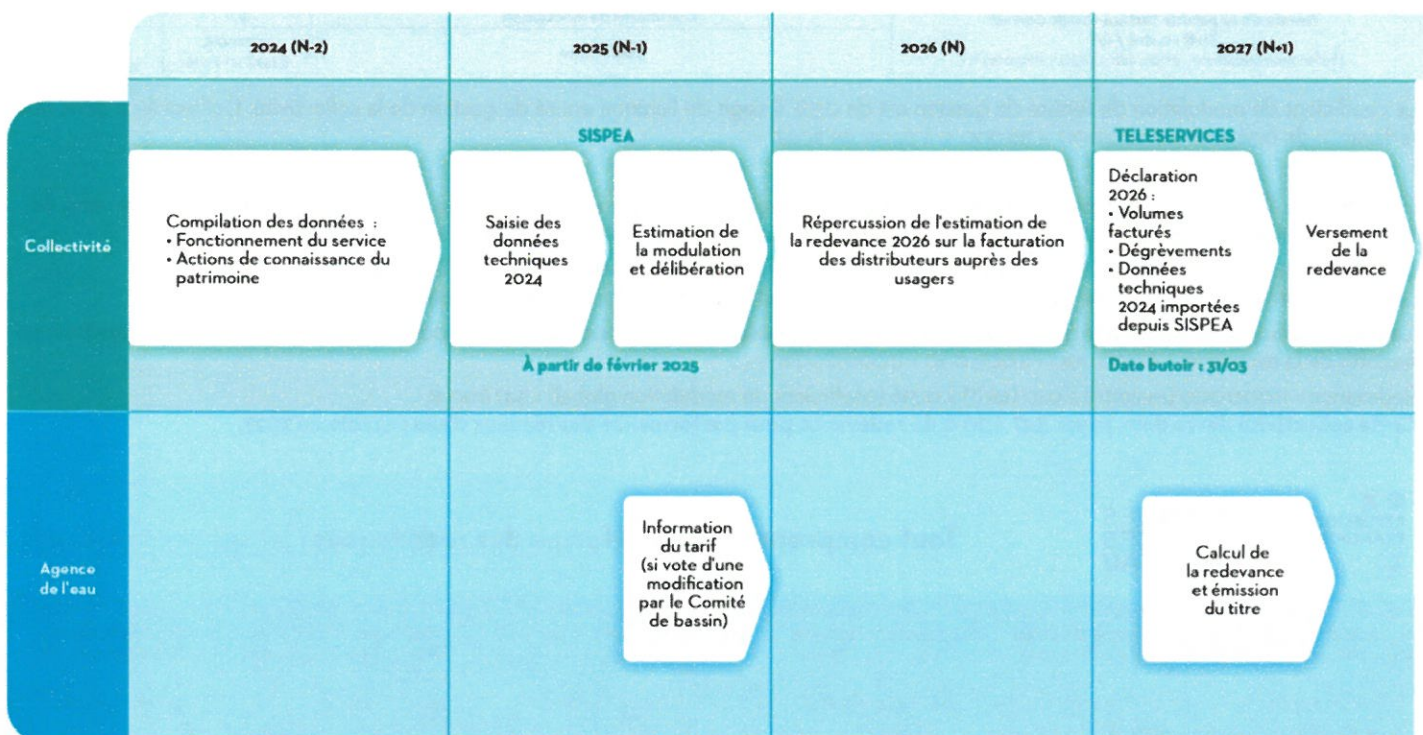 2024 (N-2)
2025 (N-1)
2026 (N)
2027 (N+1)
Collectivité
Compilation des données :
• Fonctionnement du service
• Actions de connaissance du
patrimoine
SISPEA
Saisie des
données
techniques
2024
Estimation de
la modulation
et délibération
À partir de février 2025
Répercussion de l'estimation de
la redevance 2026 sur la facturation
des distributeurs auprès des
usagers
TELESERVICES
Déclaration
2026 :
• Volumes
facturés
• Dégrèvements
• Données
techniques
2024 importées
depuis SISPEA
Date butoir : 31/03
Versement
de la
redevance
Agence
de l'eau
Information
du tarif
(si vote d'une
modification
par le Comité
de bassin)
Calcul de
la redevance
et émission
du titre